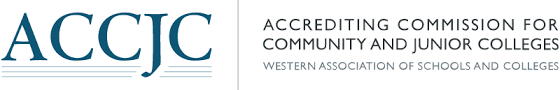 ACCJC
ACCREDITING COMMISSION FOR
COMMUNITY AND JUNIOR COLLEGES
WESTERN ASSOCIATION OF SCHOOLS AND COLLEGES